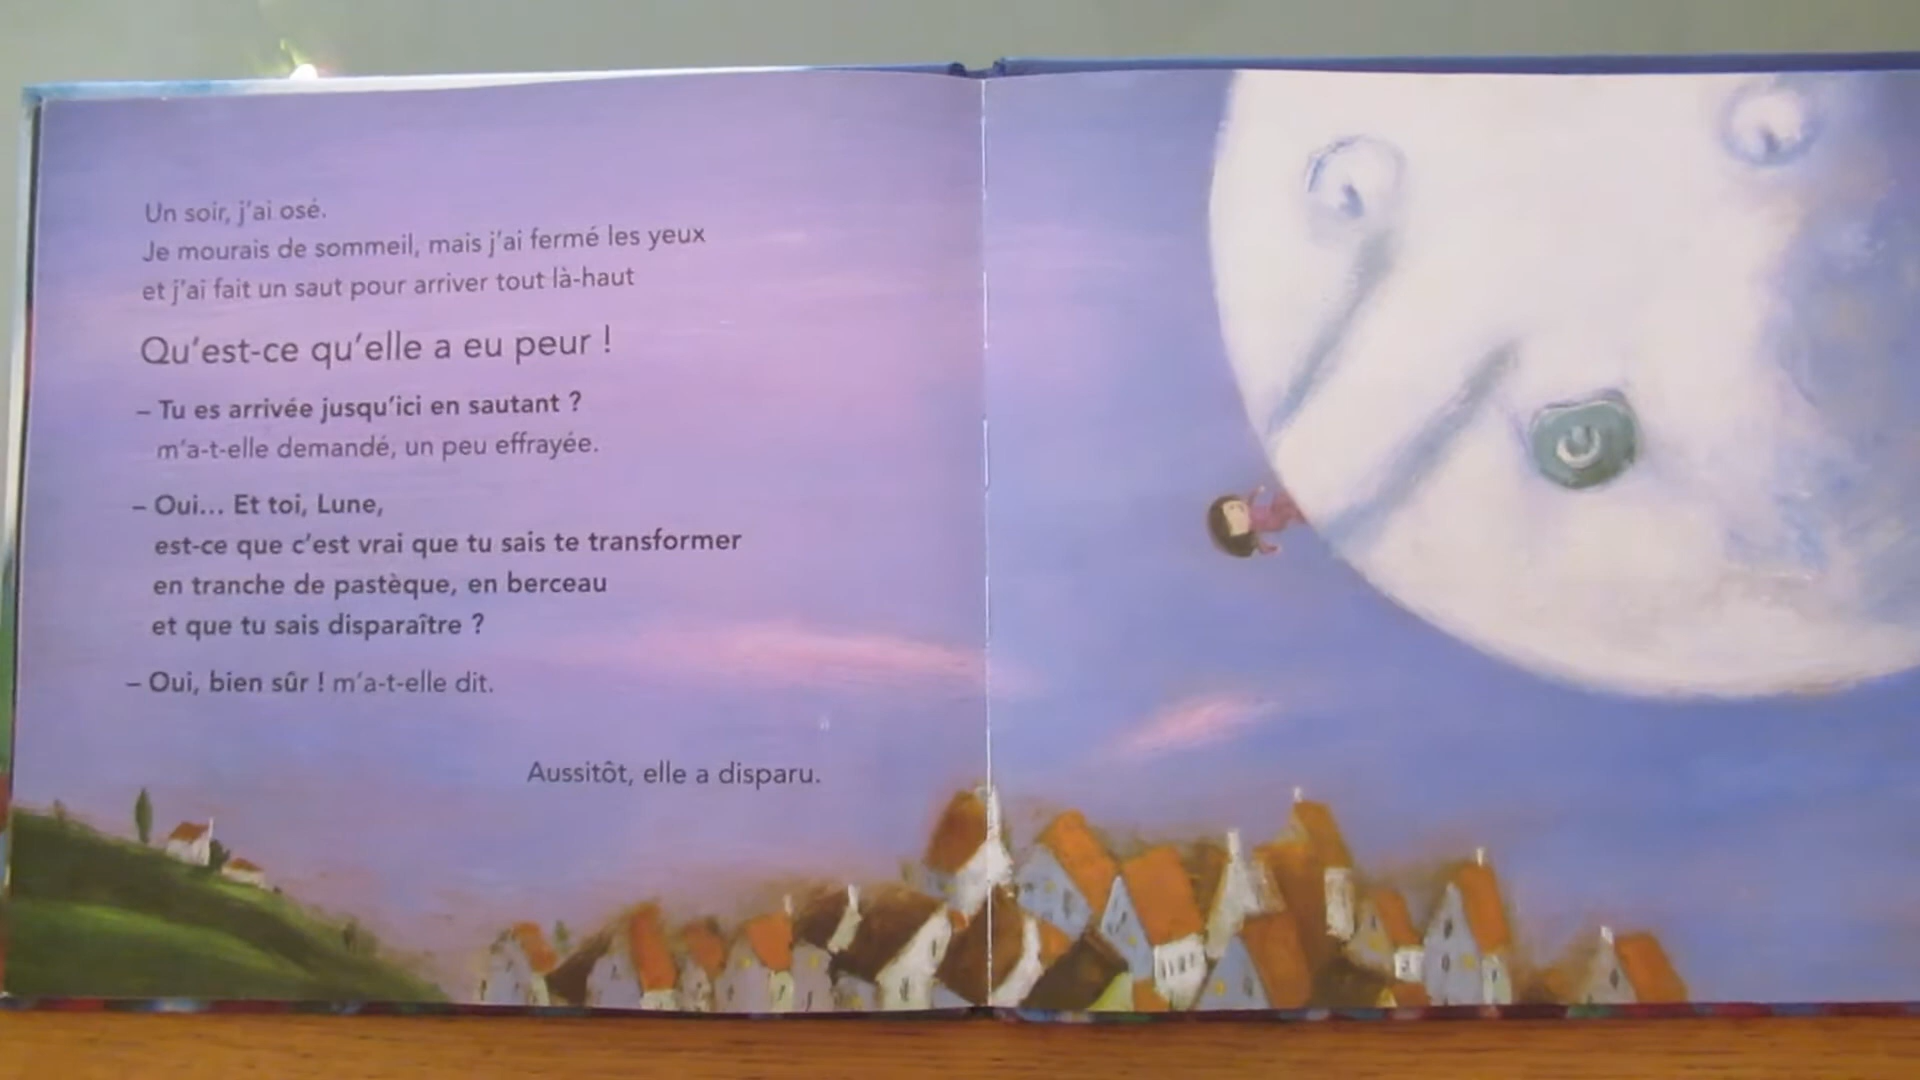 Un soir, j'ai osé.
Je mourais de sommeil, mais j'ai fermé les yeux
et j'ai fait un saut pour arriver tout là-haut
Qu'est-ce qu'elle a eu peur !
– Tu es arrivée jusqu'ici en sautant ?
m'a-t-elle demandé, un peu effrayée.
– Oui... Et toi, Lune,
est-ce que c'est vrai que tu sais te transformer
en tranche de pastèque, en berceau
et que tu sais disparaître ?
– Oui, bien sûr ! m'a-t-elle dit.
Aussitôt, elle a disparu.